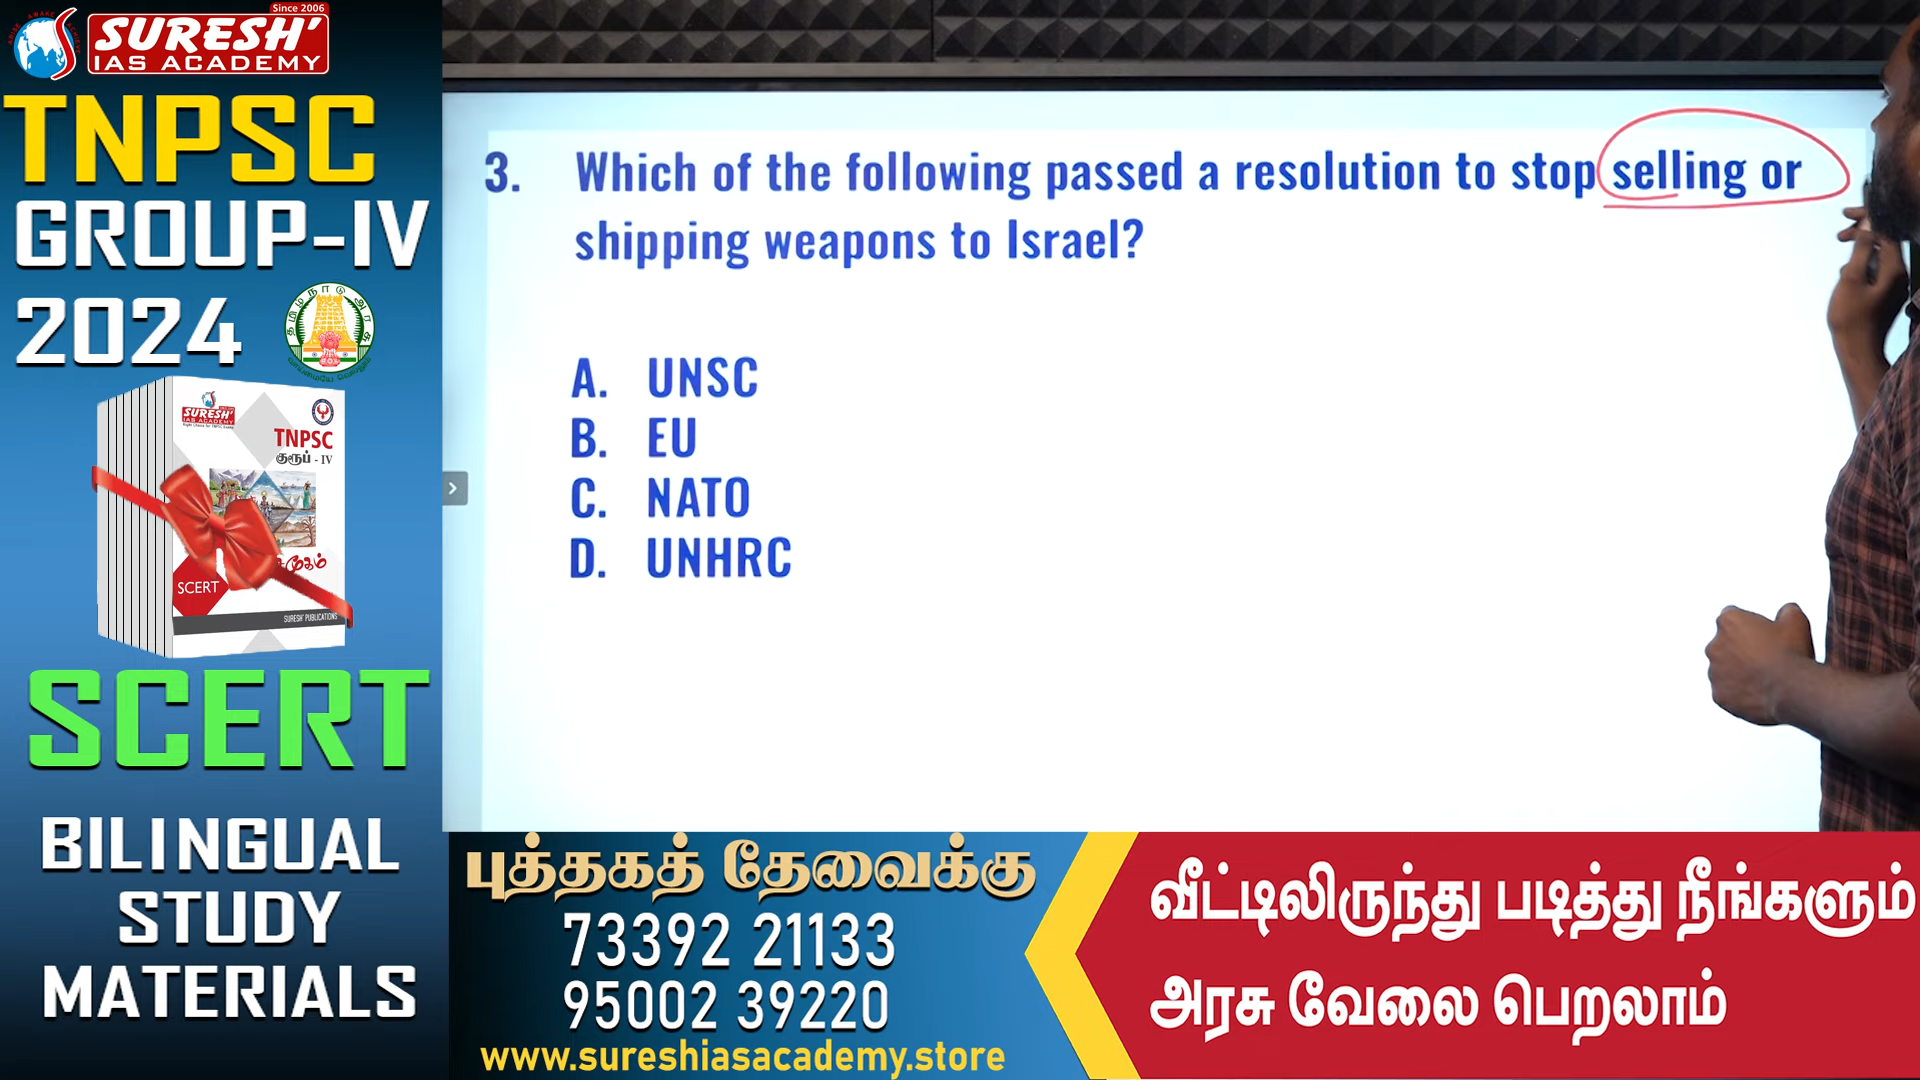 Since 2006
SURESH'
IAS ACADEMY
TNPSC
GROUP-IV
2024
SURESH'
IAS ACADEMY
TNPSC
குரூப் - IV
SCERT
SURESH' PUBLICATIONS
SCERT
BILINGUAL
STUDY
MATERIALS
3. Which of the following passed a resolution to stop selling or
shipping weapons to Israel?
A. UNSC
B. EU
C. NATO
D. UNHRC
புத்தகத் தேவைக்கு
73392 21133
95002 39220
www.sureshiasacademy.store
வீட்டிலிருந்து படித்து நீங்களும்
அரசு வேலை பெறலாம்